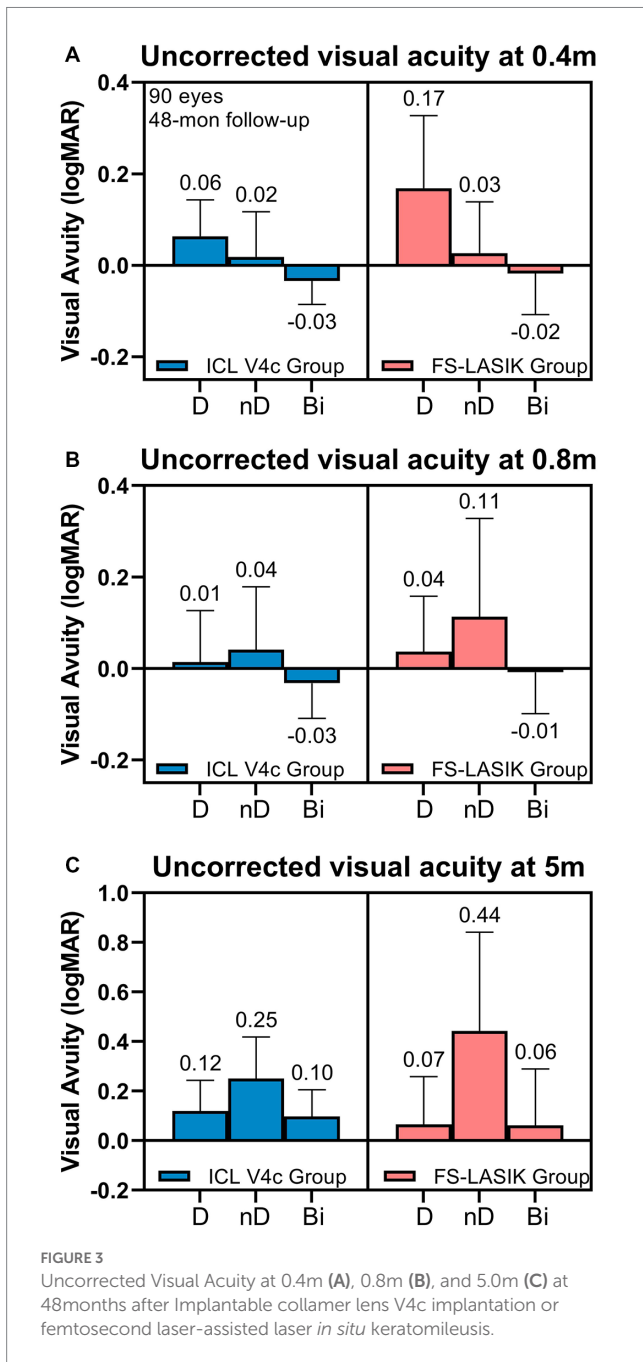 A Uncorrected visual acuity at 0.4m
Visual Avuity (logMAR)
0.4
0.2
0.0
-0.2
90 eyes
48-mon follow-up
0.06
0.02
-0.03
0.17
0.03
-0.02
ICL V4c Group
FS-LASIK Group
D nD Bi D nD Bi
B Uncorrected visual acuity at 0.8m
Visual Avuity (logMAR)
0.4
0.2
0.0
-0.2
0.01
0.04
-0.03
0.04
0.11
-0.01
ICL V4c Group
FS-LASIK Group
D nD Bi D nD Bi
C Uncorrected visual acuity at 5m
Visual Avuity (logMAR)
1.0
0.8
0.6
0.4
0.2
0.0
-0.2
0.12
0.25
0.10
0.07
0.44
0.06
ICL V4c Group
FS-LASIK Group
D nD Bi D nD Bi
FIGURE 3
Uncorrected Visual Acuity at 0.4m (A), 0.8m (B), and 5.0m (C) at
48months after Implantable collamer lens V4c implantation or
femtosecond laser-assisted laser in situ keratomileusis.